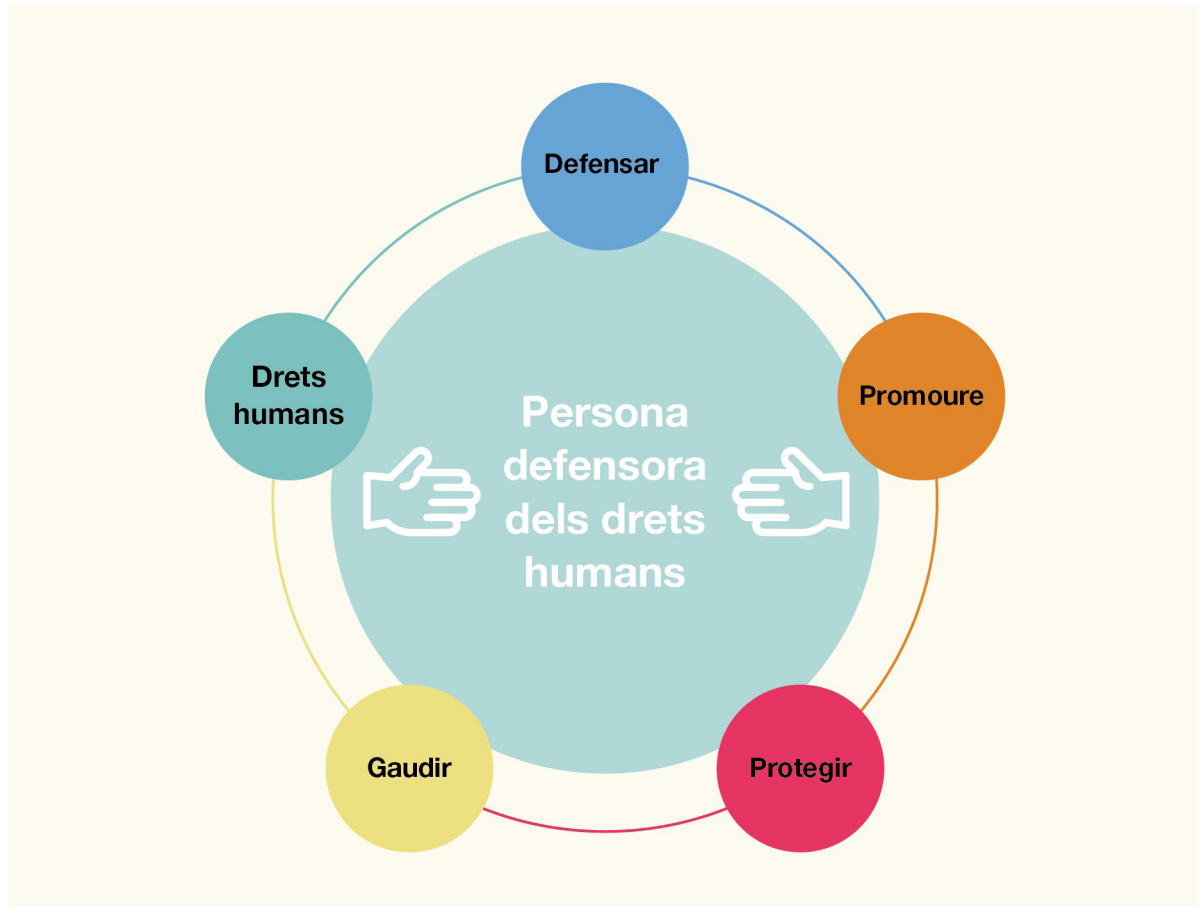 Defensar
Drets
humans
Promoure
Persona
defensora
dels drets
humans
Gaudir
Protegir